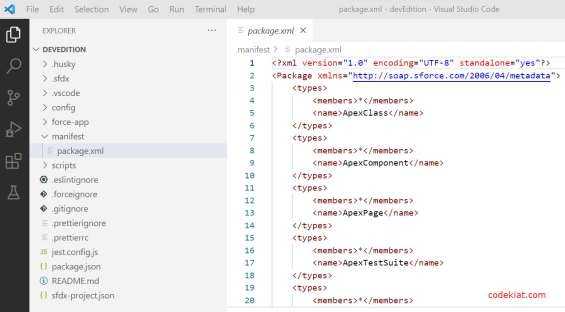 File Edit Selection View Go Run Terminal Help package.xml - devEdition - Visual Studio Code
EXPLORER ...
DEVEDITION
.husky
.sfdx
.vscode
config
force-app
manifest
package.xml
scripts
.eslintignore
.forceignore
.gitignore
.prettierignore
.prettierrc
JS jest.config.js
{} package.json
README.md
{} sfdx-project.json
package.xml
manifest > package.xml
1 <?xml version="1.0" encoding="UTF-8" standalone="yes"?>
2 <Package xmlns="http://soap.sforce.com/2006/04/metadata">
3 <types>
4 <members>*</members>
5 <name>ApexClass</name>
6 </types>
7 <types>
8 <members>*</members>
9 <name>ApexComponent</name>
10 </types>
11 <types>
12 <members>*</members>
13 <name>ApexPage</name>
14 </types>
15 <types>
16 <members>*</members>
17 <name>ApexTestSuite</name>
18 </types>
19 <types>
20 <members>*</members>
codekiat.com